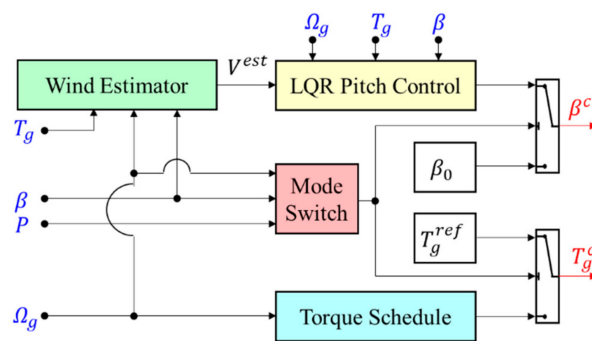 Ω_g T_g β
Wind Estimator V^{est} LQR Pitch Control
β^c
T_g
β_0
Mode
Switch
β
P
T_g^{ref}
T_g^c
Ω_g Torque Schedule